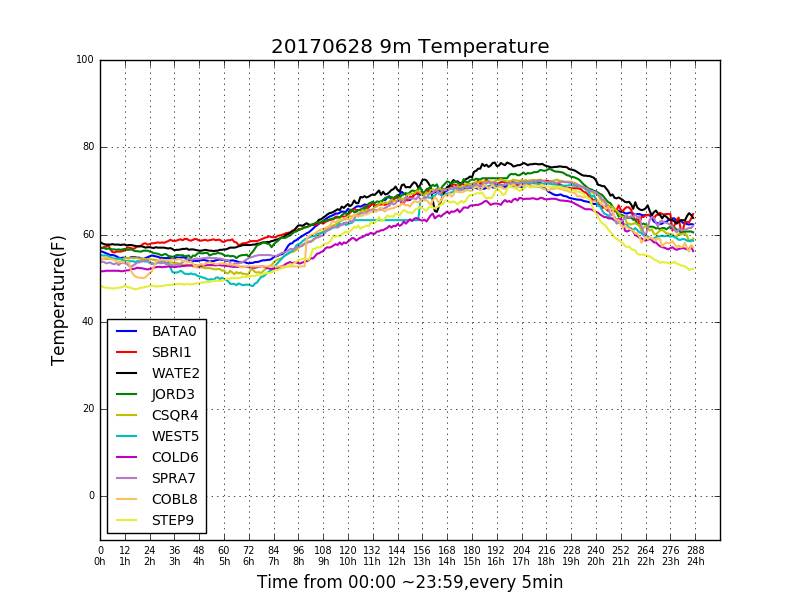 20170628 9m Temperature
100
80
60
40
20
0
Temperature(F)
BATA0
SBRI1
WATE2
JORD3
CSQR4
WEST5
COLD6
SPRA7
COBL8
STEP9
0 12 24 36 48 60 72 84 96 108 120 132 144 156 168 180 192 204 216 228 240 252 264 276 288
0h 1h 2h 3h 4h 5h 6h 7h 8h 9h 10h 11h 12h 13h 14h 15h 16h 17h 18h 19h 20h 21h 22h 23h 24h
Time from 00:00 ~23:59,every 5min